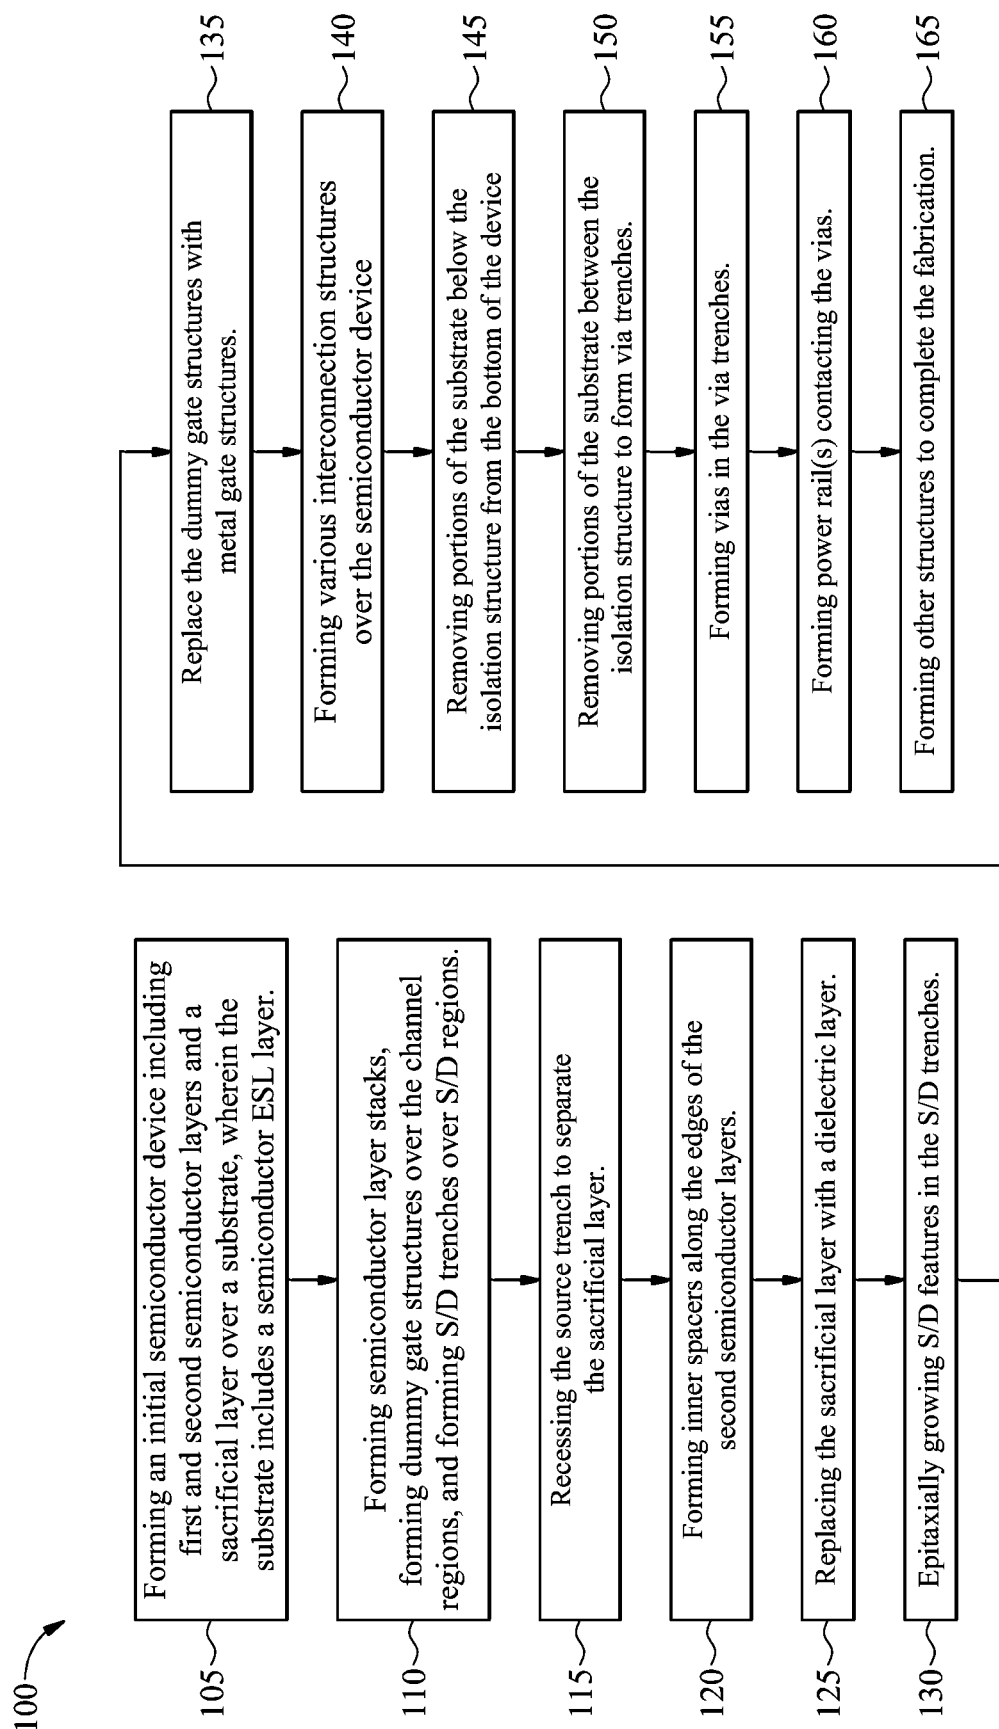 100
105
Forming an initial semiconductor device including
first and second semiconductor layers and a
sacrificial layer over a substrate, wherein the
substrate includes a semiconductor ESL layer.
110
Forming semiconductor layer stacks,
forming dummy gate structures over the channel
regions, and forming S/D trenches over S/D regions.
115
Recessing the source trench to separate
the sacrificial layer.
120
Forming inner spacers along the edges of the
second semiconductor layers.
125
Replacing the sacrificial layer with a dielectric layer.
130
Epitaxially growing S/D features in the S/D trenches.
Replace the dummy gate structures with
metal gate structures.
135
Forming various interconnection structures
over the semiconductor device
140
Removing portions of the substrate below the
isolation structure from the bottom of the device
145
Removing portions of the substrate between the
isolation structure to form via trenches.
150
Forming vias in the via trenches.
155
Forming power rail(s) contacting the vias.
160
Forming other structures to complete the fabrication.
165